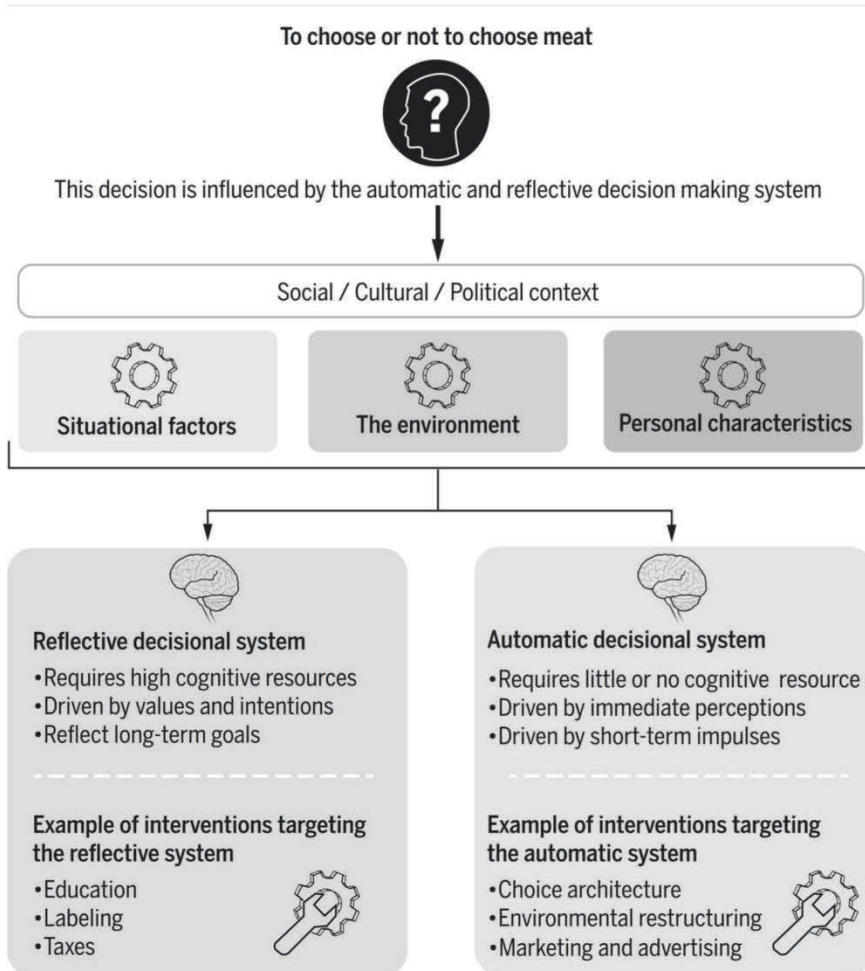 To choose or not to choose meat
?
This decision is influenced by the automatic and reflective decision making system
Social / Cultural / Political context
Situational factors
The environment
Personal characteristics
Reflective decisional system
•Requires high cognitive resources
•Driven by values and intentions
•Reflect long-term goals
Example of interventions targeting
the reflective system
•Education
•Labeling
•Taxes
Automatic decisional system
•Requires little or no cognitive resource
•Driven by immediate perceptions
•Driven by short-term impulses
Example of interventions targeting
the automatic system
•Choice architecture
•Environmental restructuring
•Marketing and advertising